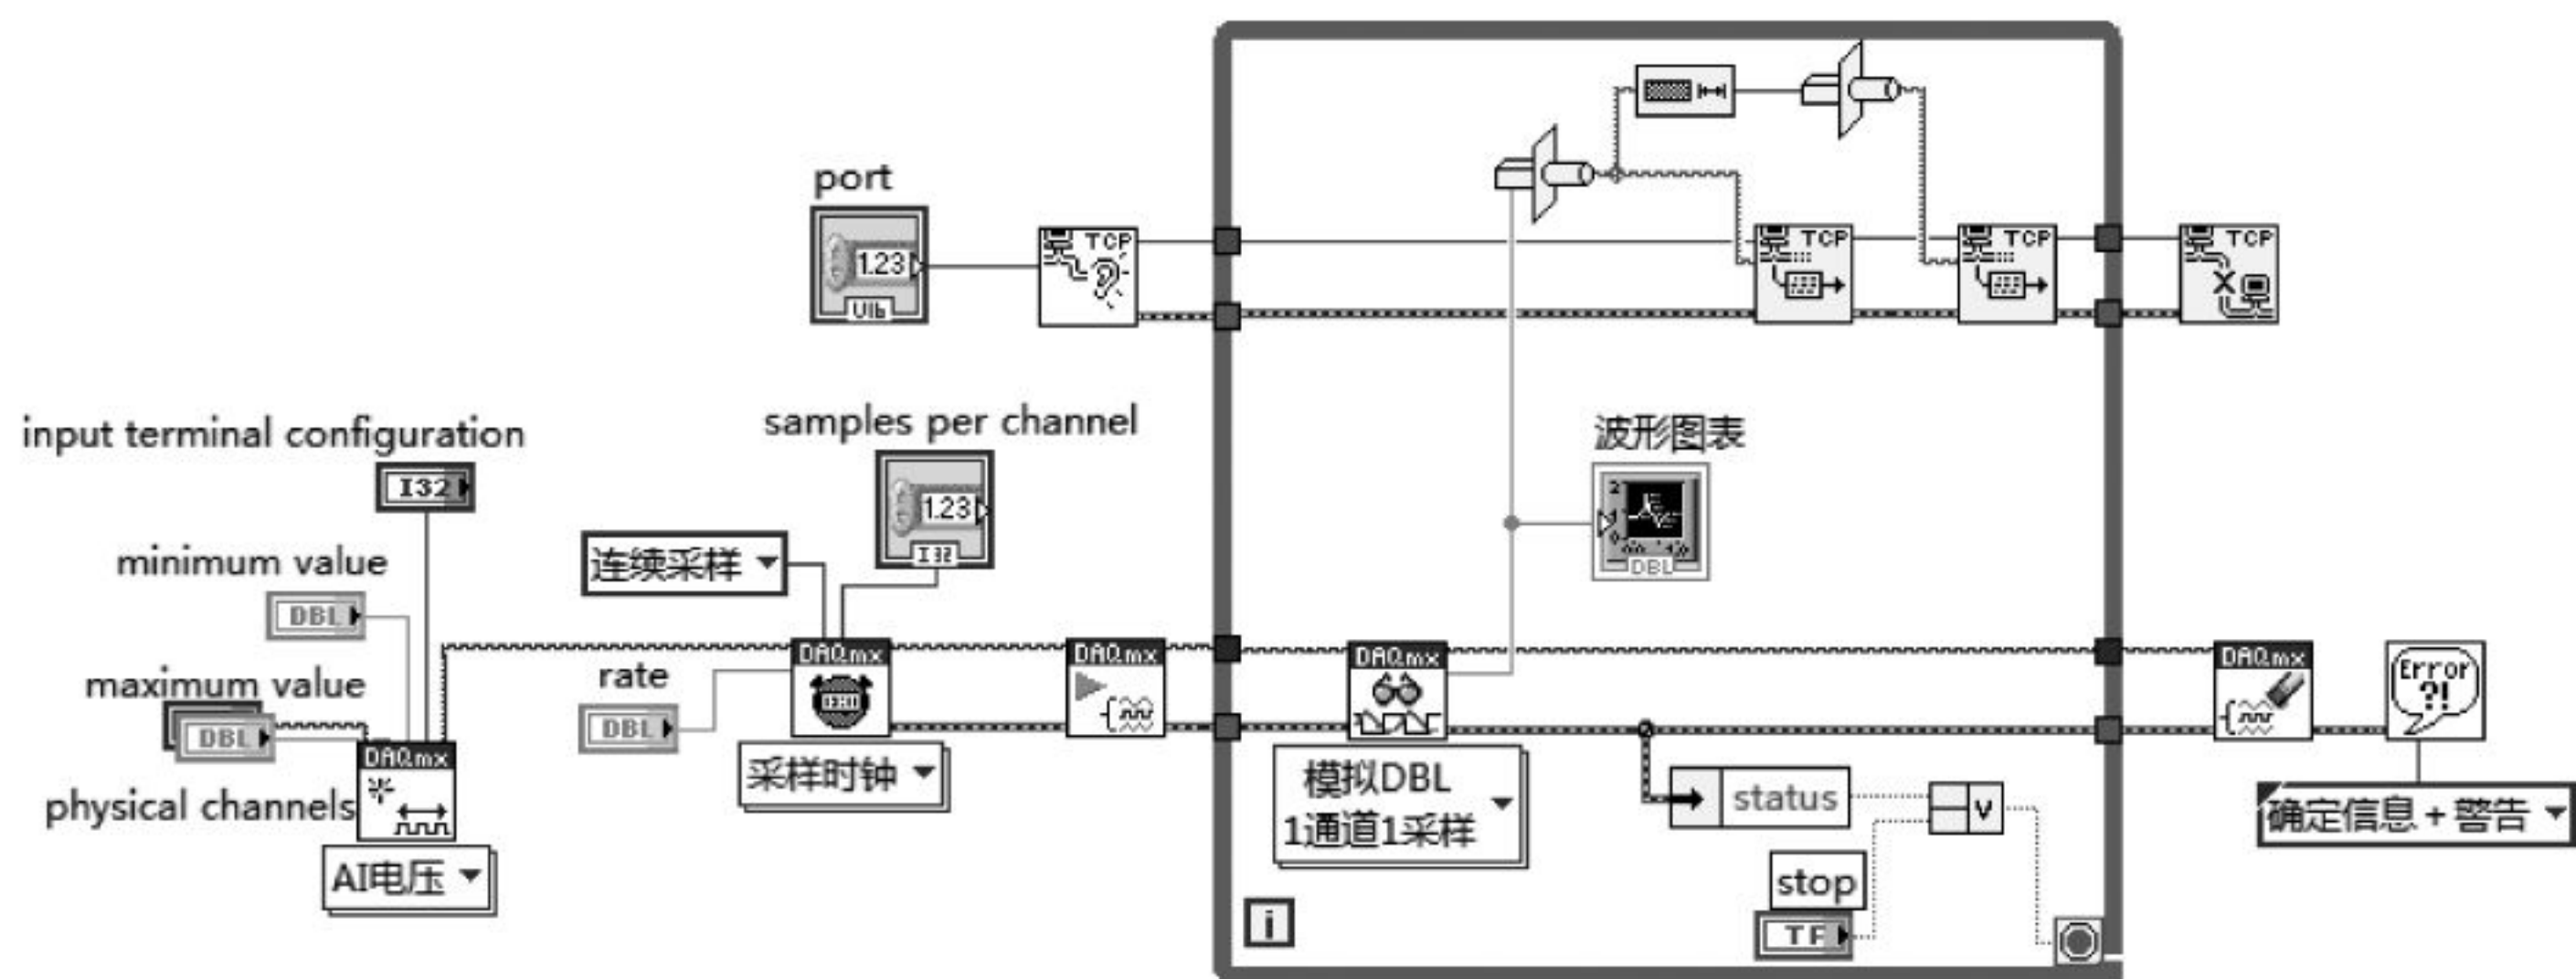 port
1.23
U16
TCP
TCP
TCP
TCP
input terminal configuration
I32
samples per channel
1.23
I32
波形图表
DBL
minimum value
DBL
连续采样
maximum value
DBL
rate
DBL
DAQmx
DAQmx
DAQmx
DAQmx
DAQmx
Error
?!
physical channels
AI电压
采样时钟
模拟DBL
1通道1采样
status
V
确定信息+警告
stop
TF
i